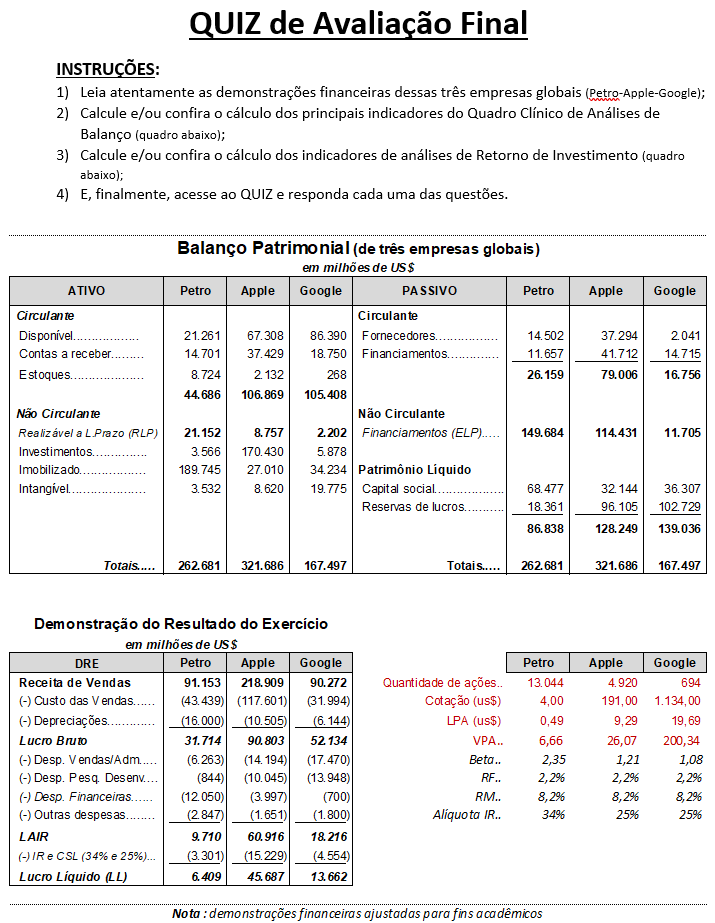 QUIZ de Avaliação Final
INSTRUÇÕES:
1) Leia atentamente as demonstrações financeiras dessas três empresas globais (Petro-Apple-Google);
2) Calcule e/ou confira o cálculo dos principais indicadores do Quadro Clínico de Análises de
Balanço (quadro abaixo);
3) Calcule e/ou confira o cálculo dos indicadores de análises de Retorno de Investimento (quadro
abaixo);
4) E, finalmente, acesse ao QUIZ e responda cada uma das questões.
Balanço Patrimonial (de três empresas globais)
em milhões de US$
ATIVO Petro Apple Google PASSIVO Petro Apple Google
Circulante Circulante
Disponível.................. 21.261 67.308 86.390 Fornecedores................. 14.502 37.294 2.041
Contas a receber......... 14.701 37.429 18.750 Financiamentos.............. 11.657 41.712 14.715
Estoques.................... 8.724 2.132 268 26.159 79.006 16.756
44.686 106.869 105.408
Não Circulante Não Circulante
Realizável a L.Prazo (RLP) 21.152 8.757 2.202 Financiamentos (ELP)..... 149.684 114.431 11.705
Investimentos............... 3.566 170.430 5.878
Imobilizado.................. 189.745 27.010 34.234 Patrimônio Líquido
Intangível..................... 3.532 8.620 19.775 Capital social................... 68.477 32.144 36.307
Reservas de lucros........... 18.361 96.105 102.729
86.838 128.249 139.036
Totais..... 262.681 321.686 167.497 Totais..... 262.681 321.686 167.497
Demonstração do Resultado do Exercício
em milhões de US$
DRE Petro Apple Google Petro Apple Google
Receita de Vendas 91.153 218.909 90.272 Quantidade de ações.. 13.044 4.920 694
(-) Custo das Vendas...... (43.439) (117.601) (31.994) Cotação (us$) 4,00 191,00 1.134,00
(-) Depreciações............. (16.000) (10.505) (6.144) LPA (us$) 0,49 9,29 19,69
Lucro Bruto 31.714 90.803 52.134 VPA.. 6,66 26,07 200,34
(-) Desp. Vendas/Adm..... (6.263) (14.194) (17.470) Beta.. 2,35 1,21 1,08
(-) Desp. Pesq. Desenv.... (844) (10.045) (13.948) RF.. 2,2% 2,2% 2,2%
(-) Desp. Financeiras...... (12.050) (3.997) (700) RM.. 8,2% 8,2% 8,2%
(-) Outras despesas........ (2.847) (1.651) (1.800) Alíquota IR.. 34% 25% 25%
LAIR 9.710 60.916 18.216
(-) IR e CSL (34% e 25%)... (3.301) (15.229) (4.554)
Lucro Líquido (LL) 6.409 45.687 13.662
Nota : demonstrações financeiras ajustadas para fins acadêmicos